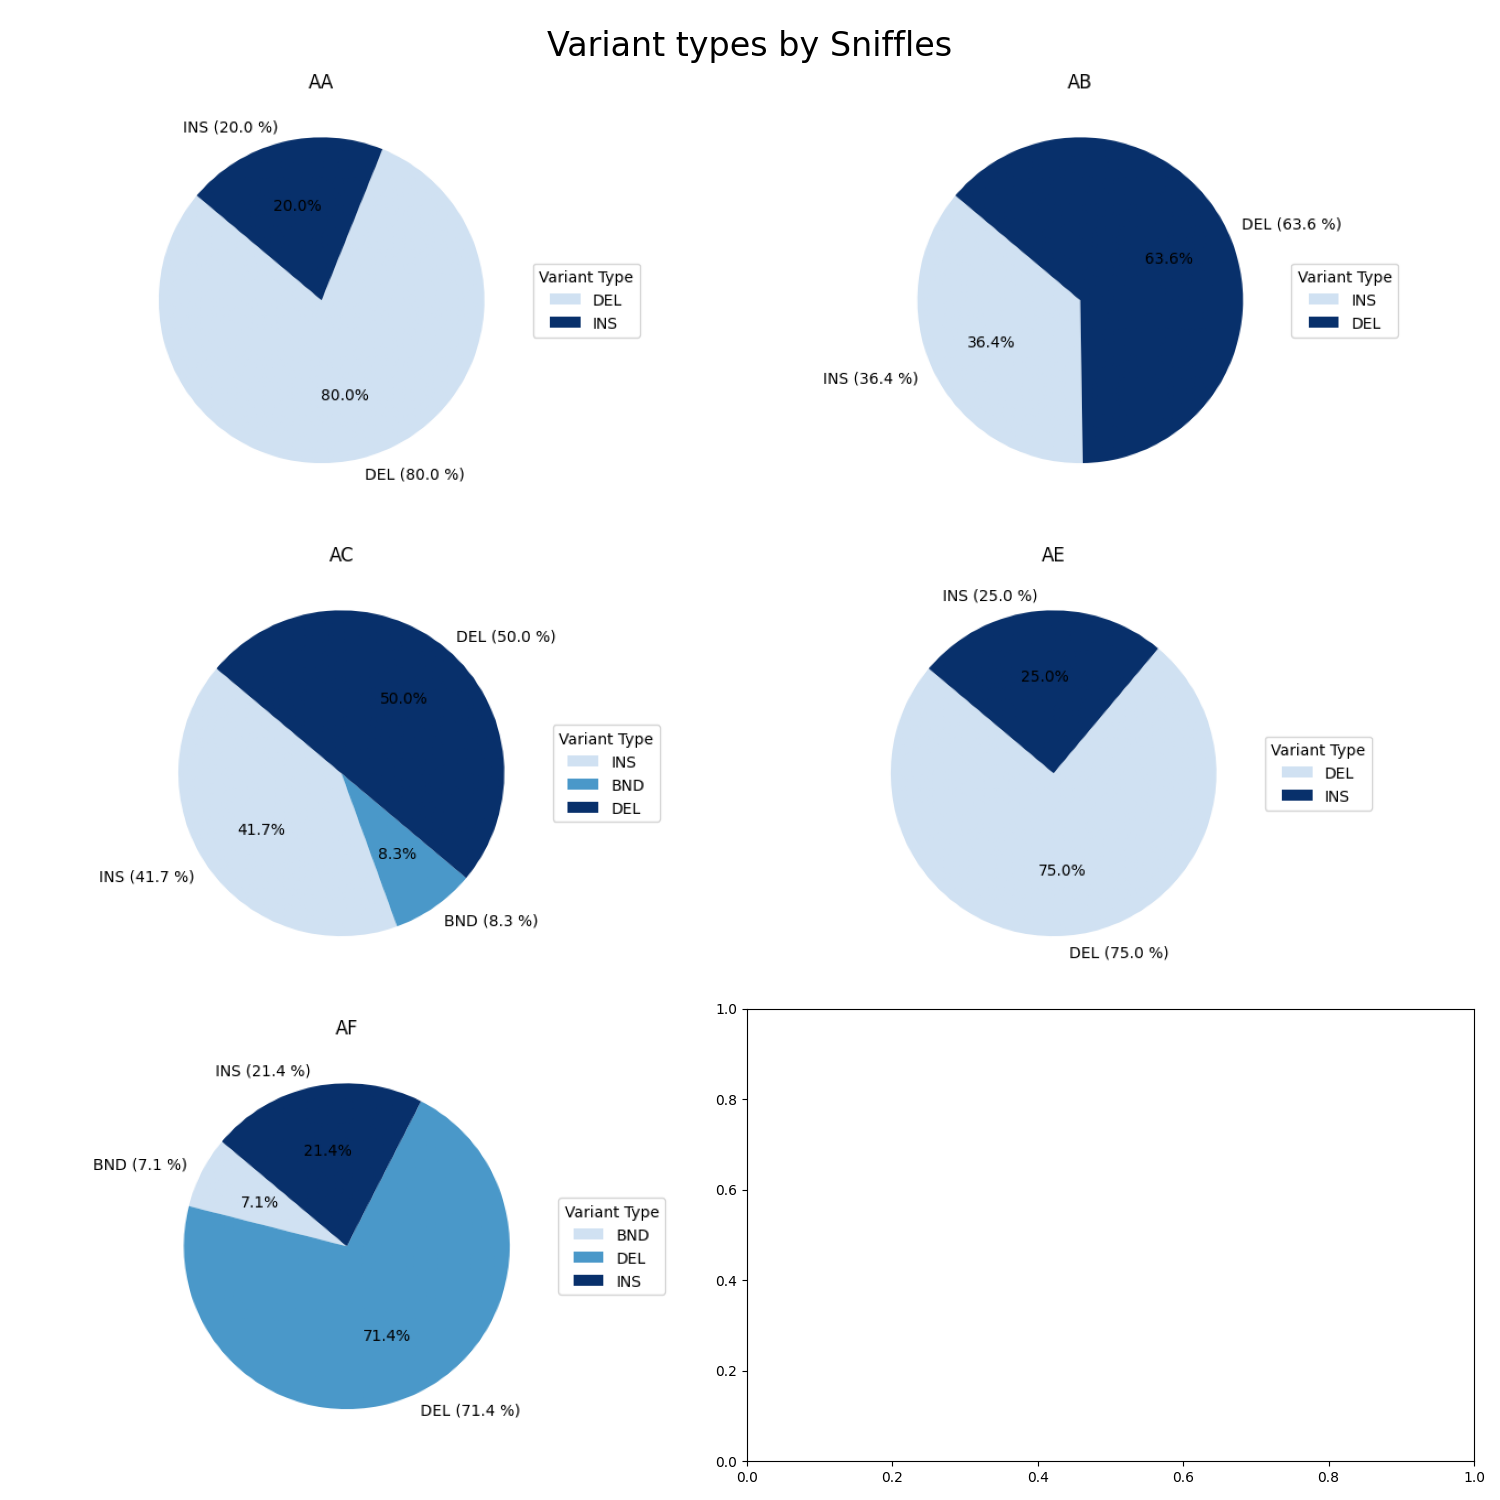 Variant types by Sniffles
AA
INS (20.0 %)
20.0%
80.0%
DEL (80.0 %)
Variant Type
DEL
INS
AB
DEL (63.6 %)
63.6%
36.4%
INS (36.4 %)
Variant Type
INS
DEL
AC
DEL (50.0 %)
50.0%
41.7%
8.3%
INS (41.7 %)
BND (8.3 %)
Variant Type
INS
BND
DEL
AE
INS (25.0 %)
25.0%
75.0%
DEL (75.0 %)
Variant Type
DEL
INS
AF
INS (21.4 %)
21.4%
BND (7.1 %)
7.1%
71.4%
DEL (71.4 %)
Variant Type
BND
DEL
INS
1.0
0.8
0.6
0.4
0.2
0.0
0.0 0.2 0.4 0.6 0.8 1.0